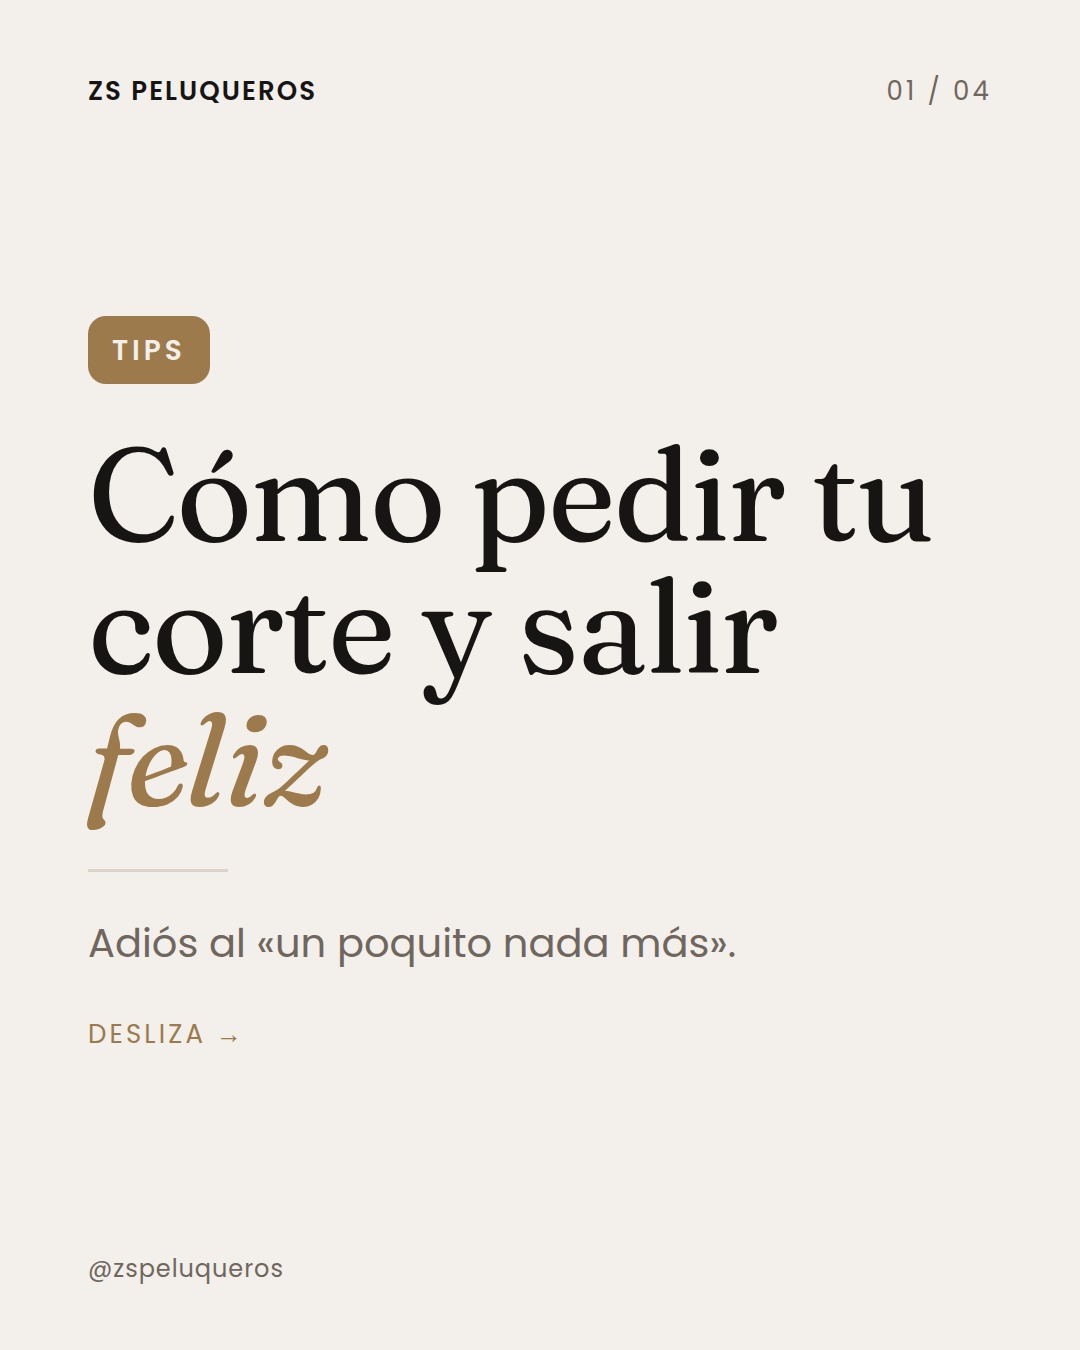 ZS PELUQUEROS
01 / 04
TIPS
Cómo pedir tu
corte y salir
feliz
Adiós al «un poquito nada más».
DESLIZA →
@zspeluqueros